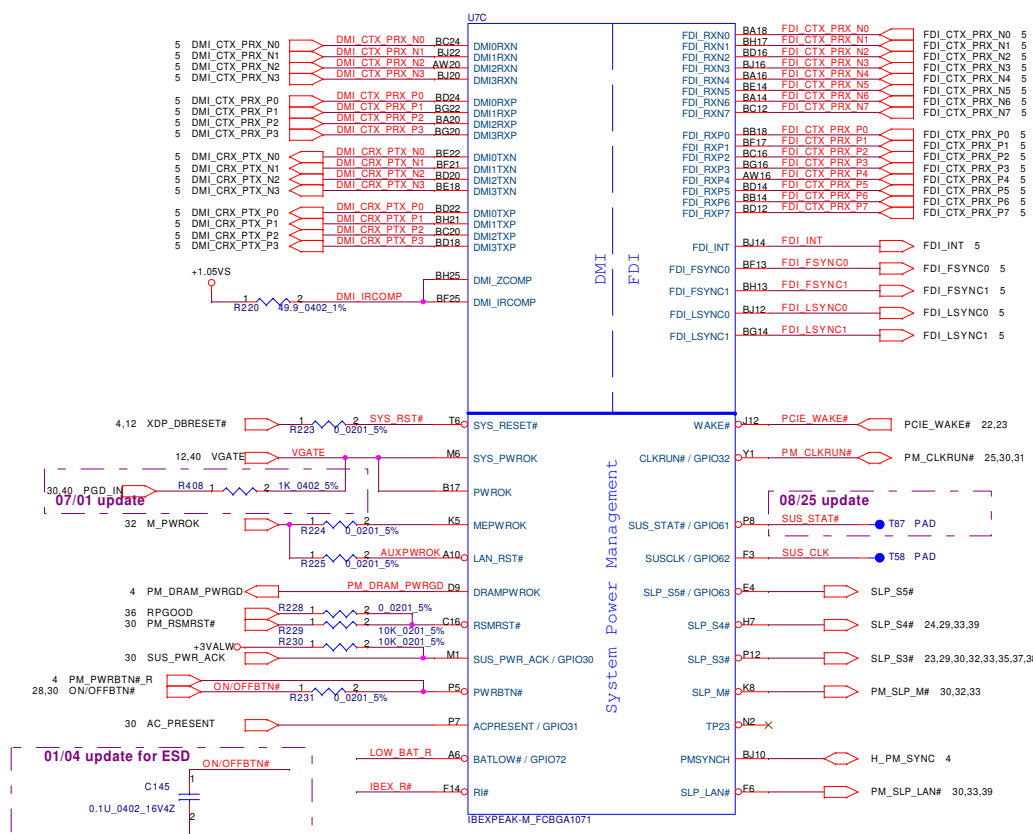 U7C
5 DMI_CTX_PRX_N0 DMI_CTX_PRX_N0 BC24 DMI0RXN
5 DMI_CTX_PRX_N1 DMI_CTX_PRX_N1 BJ22 DMI1RXN
5 DMI_CTX_PRX_N2 DMI_CTX_PRX_N2 AW20 DMI2RXN
5 DMI_CTX_PRX_N3 DMI_CTX_PRX_N3 BJ20 DMI3RXN
5 DMI_CTX_PRX_P0 DMI_CTX_PRX_P0 BD24 DMI0RXP
5 DMI_CTX_PRX_P1 DMI_CTX_PRX_P1 BG22 DMI1RXP
5 DMI_CTX_PRX_P2 DMI_CTX_PRX_P2 BA20 DMI2RXP
5 DMI_CTX_PRX_P3 DMI_CTX_PRX_P3 BG20 DMI3RXP
5 DMI_CRX_PTX_N0 DMI_CRX_PTX_N0 BE22 DMI0TXN
5 DMI_CRX_PTX_N1 DMI_CRX_PTX_N1 BF21 DMI1TXN
5 DMI_CRX_PTX_N2 DMI_CRX_PTX_N2 BD20 DMI2TXN
5 DMI_CRX_PTX_N3 DMI_CRX_PTX_N3 BE18 DMI3TXN
5 DMI_CRX_PTX_P0 DMI_CRX_PTX_P0 BD22 DMI0TXP
5 DMI_CRX_PTX_P1 DMI_CRX_PTX_P1 BH21 DMI1TXP
5 DMI_CRX_PTX_P2 DMI_CRX_PTX_P2 BC20 DMI2TXP
5 DMI_CRX_PTX_P3 DMI_CRX_PTX_P3 BD18 DMI3TXP
+1.05VS
BH25 DMI_ZCOMP
1 2 DMI_IRCOMP BF25 DMI_IRCOMP
R220 49.9_0402_1%
DMI
FDI
FDI_RXN0 BA18 FDI_CTX_PRX_N0 FDI_CTX_PRX_N0 5
FDI_RXN1 BH17 FDI_CTX_PRX_N1 FDI_CTX_PRX_N1 5
FDI_RXN2 BD16 FDI_CTX_PRX_N2 FDI_CTX_PRX_N2 5
FDI_RXN3 BJ16 FDI_CTX_PRX_N3 FDI_CTX_PRX_N3 5
FDI_RXN4 BA16 FDI_CTX_PRX_N4 FDI_CTX_PRX_N4 5
FDI_RXN5 BE14 FDI_CTX_PRX_N5 FDI_CTX_PRX_N5 5
FDI_RXN6 BA14 FDI_CTX_PRX_N6 FDI_CTX_PRX_N6 5
FDI_RXN7 BC12 FDI_CTX_PRX_N7 FDI_CTX_PRX_N7 5
FDI_RXP0 BB18 FDI_CTX_PRX_P0 FDI_CTX_PRX_P0 5
FDI_RXP1 BF17 FDI_CTX_PRX_P1 FDI_CTX_PRX_P1 5
FDI_RXP2 BC16 FDI_CTX_PRX_P2 FDI_CTX_PRX_P2 5
FDI_RXP3 BG16 FDI_CTX_PRX_P3 FDI_CTX_PRX_P3 5
FDI_RXP4 AW16 FDI_CTX_PRX_P4 FDI_CTX_PRX_P4 5
FDI_RXP5 BD14 FDI_CTX_PRX_P5 FDI_CTX_PRX_P5 5
FDI_RXP6 BB14 FDI_CTX_PRX_P6 FDI_CTX_PRX_P6 5
FDI_RXP7 BD12 FDI_CTX_PRX_P7 FDI_CTX_PRX_P7 5
FDI_INT BJ14 FDI_INT FDI_INT 5
FDI_FSYNC0 BF13 FDI_FSYNC0 FDI_FSYNC0 5
FDI_FSYNC1 BH13 FDI_FSYNC1 FDI_FSYNC1 5
FDI_LSYNC0 BJ12 FDI_LSYNC0 FDI_LSYNC0 5
FDI_LSYNC1 BG14 FDI_LSYNC1 FDI_LSYNC1 5
4,12 XDP_DBRESET# 1 2 SYS_RST# T6 SYS_RESET#
R223 0_0201_5%
12,40 VGATE VGATE M6 SYS_PWROK
30,40 PGD_IN R408 1 2 1K_0402_5% B17 PWROK
07/01 update
32 M_PWROK 1 2 K5 MEPWROK
R224 0_0201_5%
1 2 AUXPWROK A10 LAN_RST#
R225 0_0201_5%
4 PM_DRAM_PWRGD PM_DRAM_PWRGD D9 DRAMPWROK
36 RPGOOD R228 1 2 0_0201_5%
30 PM_RSMRST# 1 2 C16 RSMRST#
R229 10K_0201_5%
+3VALW R230 1 2 10K_0201_5%
30 SUS_PWR_ACK M1 SUS_PWR_ACK / GPIO30
4 PM_PWRBTN#_R
28,30 ON/OFFBTN# ON/OFFBTN# 1 2 P5 PWRBTN#
R231 0_0201_5%
30 AC_PRESENT P7 ACPRESENT / GPIO31
LOW_BAT_R A6 BATLOW# / GPIO72
IBEX_R# F14 RI#
01/04 update for ESD
ON/OFFBTN#
1
C145
0.1U_0402_16V4Z
2
System Power Management
WAKE# J12 PCIE_WAKE# PCIE_WAKE# 22,23
CLKRUN# / GPIO32 Y1 PM_CLKRUN# PM_CLKRUN# 25,30,31
08/25 update
SUS_STAT# / GPIO61 P8 SUS_STAT# T87 PAD
SUSCLK / GPIO62 F3 SUS_CLK T58 PAD
SLP_S5# / GPIO63 E4 SLP_S5#
SLP_S4# H7 SLP_S4# 24,29,33,39
SLP_S3# P12 SLP_S3# 23,29,30,32,33,35,37,38
SLP_M# K8 PM_SLP_M# 30,32,33
TP23 N2
PMSYNCH BJ10 H_PM_SYNC 4
SLP_LAN# F6 PM_SLP_LAN# 30,33,39
IBEXPEAK-M_FCBGA1071